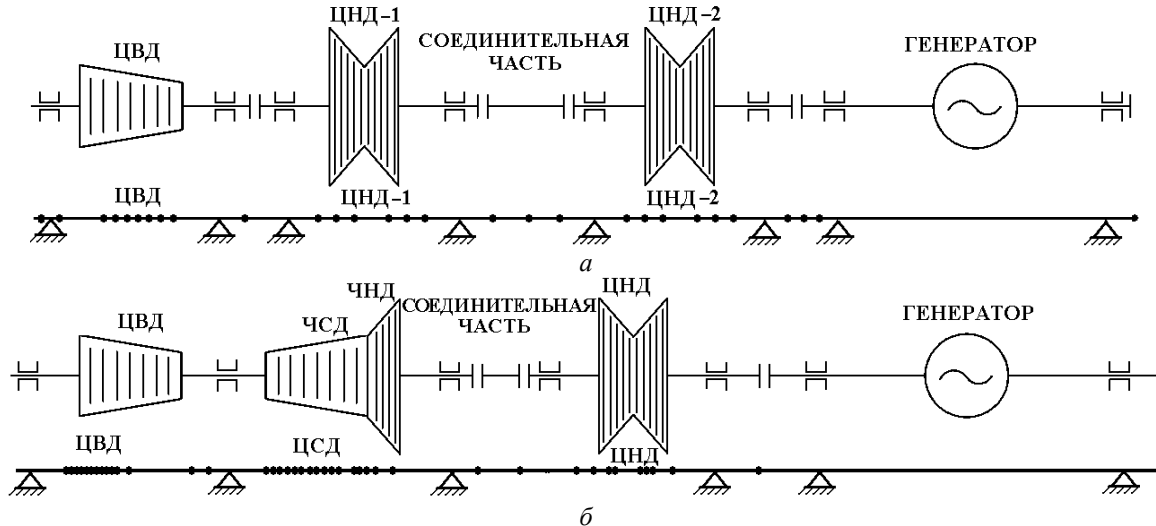 ЦНД-1
ЦНД-2
ЦВД
СОЕДИНИТЕЛЬНАЯ
ЧАСТЬ
ГЕНЕРАТОР
ЦВД
ЦНД-1
ЦНД-2
а
ЧНД
СОЕДИНИТЕЛЬНАЯ
ЧАСТЬ
ЦНД
ЦВД
ЧСД
ГЕНЕРАТОР
ЦВД
ЦСД
ЦНД
б